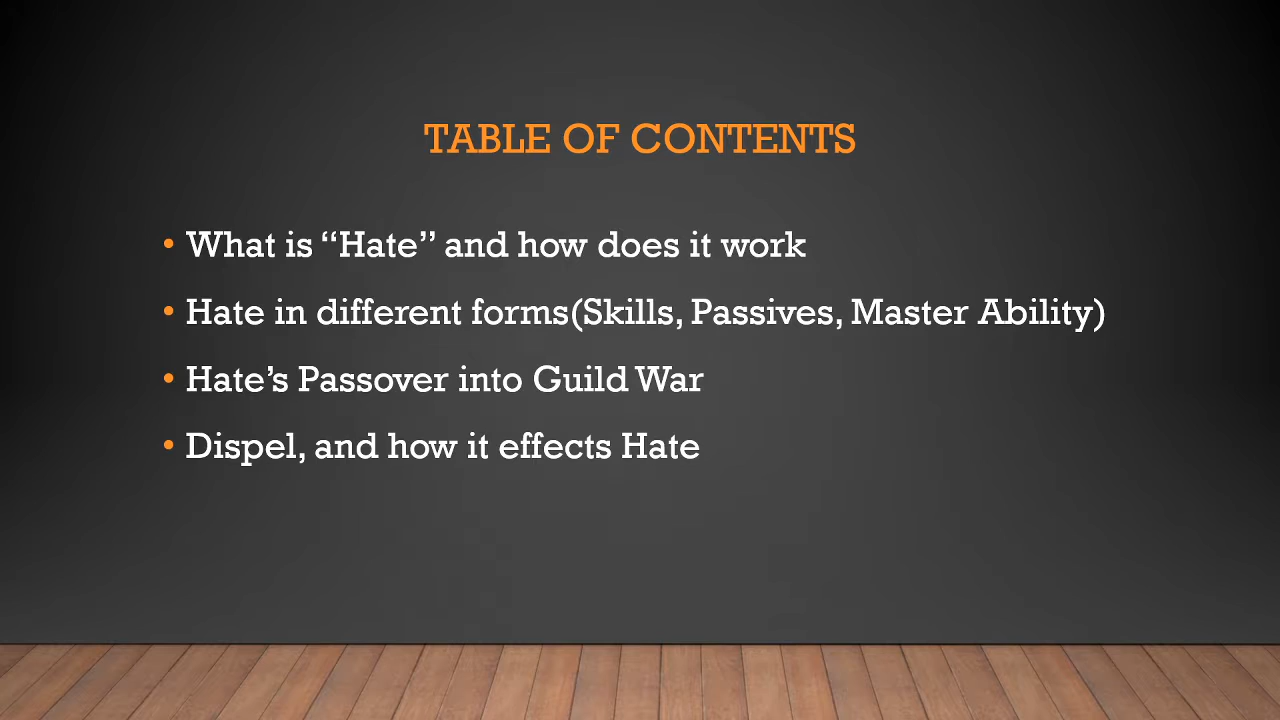 TABLE OF CONTENTS
• What is “Hate” and how does it work
• Hate in different forms(Skills, Passives, Master Ability)
• Hate’s Passover into Guild War
• Dispel, and how it effects Hate